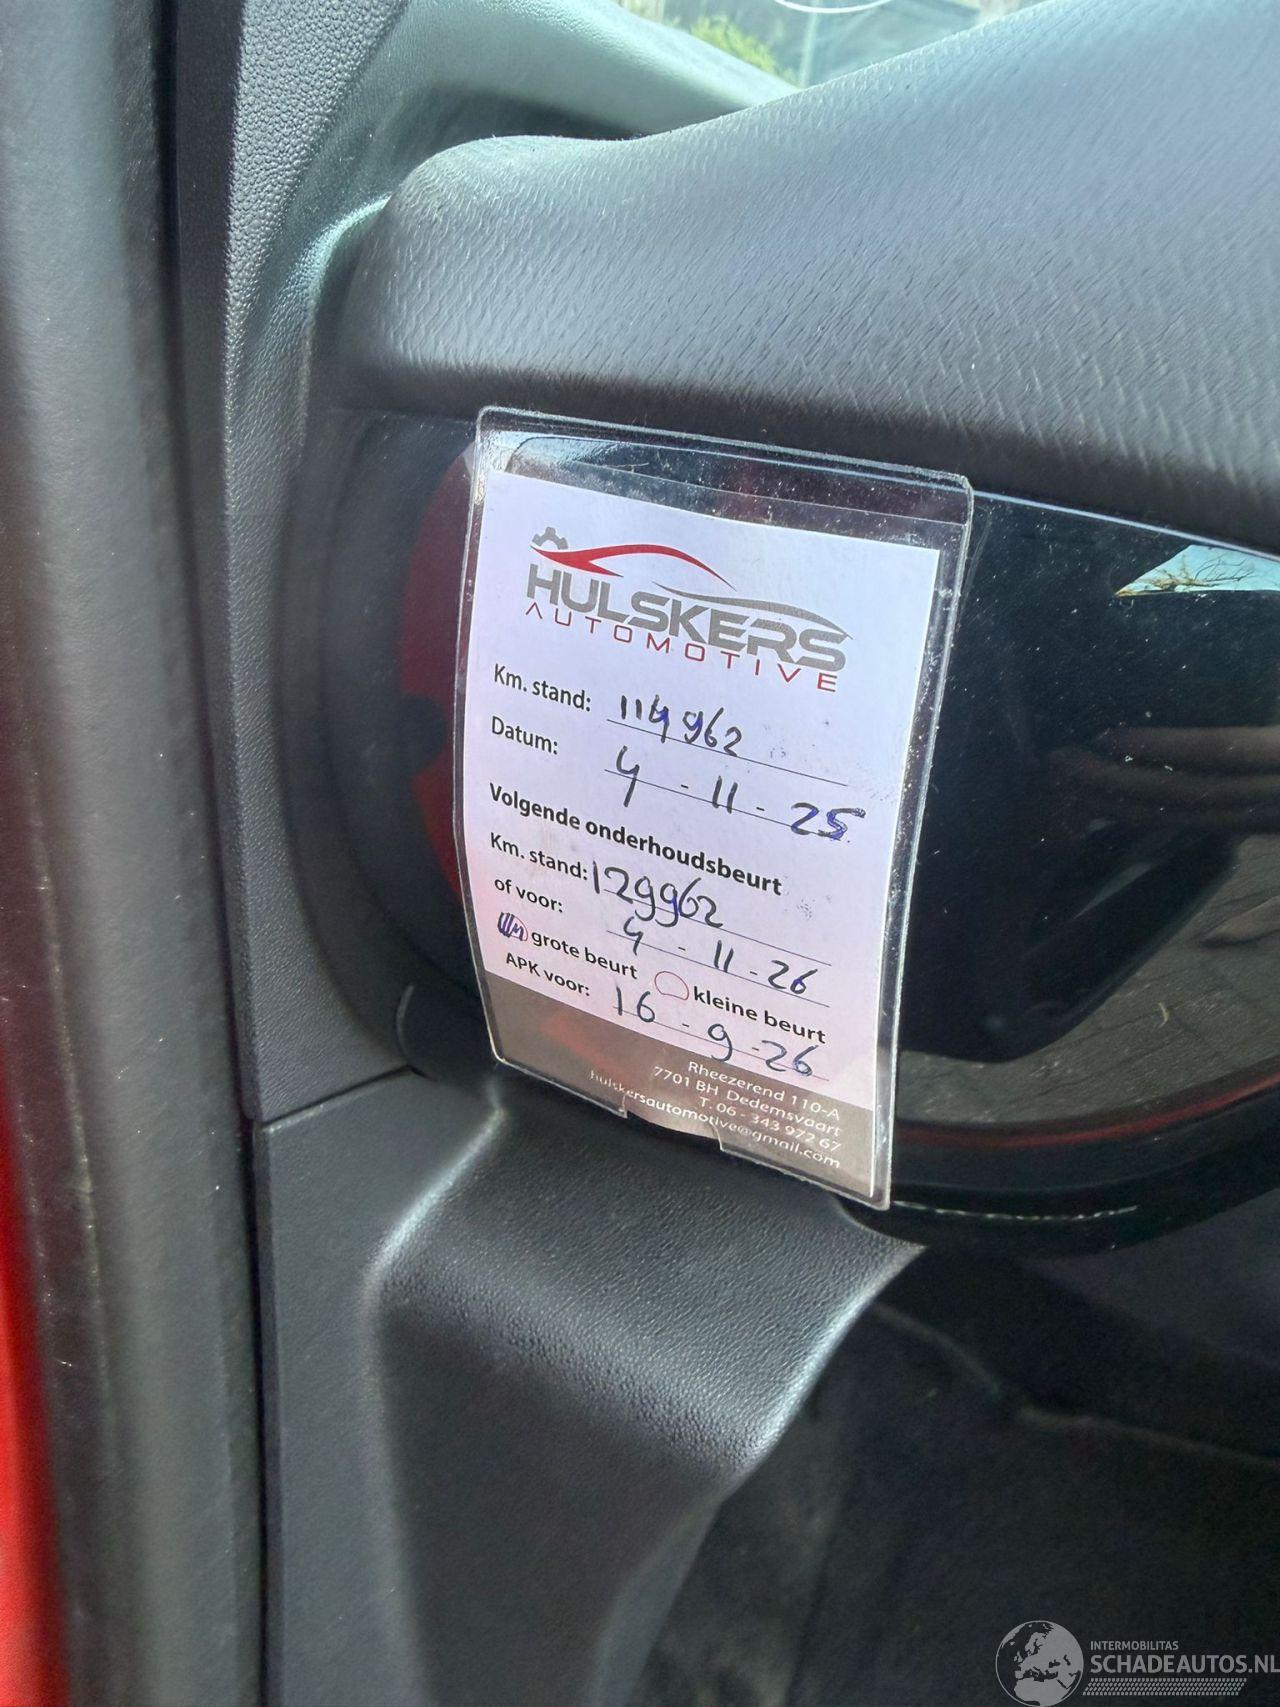 HULSKERS
AUTOMOTIVE
Km. stand: 114962
Datum: 4 - 11 - 25
Volgende onderhoudsbeurt
Km. stand: 129962
of voor: 4 - 11 - 26
grote beurt kleine beurt
APK voor: 16 - 9 - 26
Rheezerend 110-A
7701 BH Dedemsvaart
T. 06 - 343 972 67
hulskersautomotive@gmail.com
INTERMOBILITAS
SCHADEAUTOS.NL